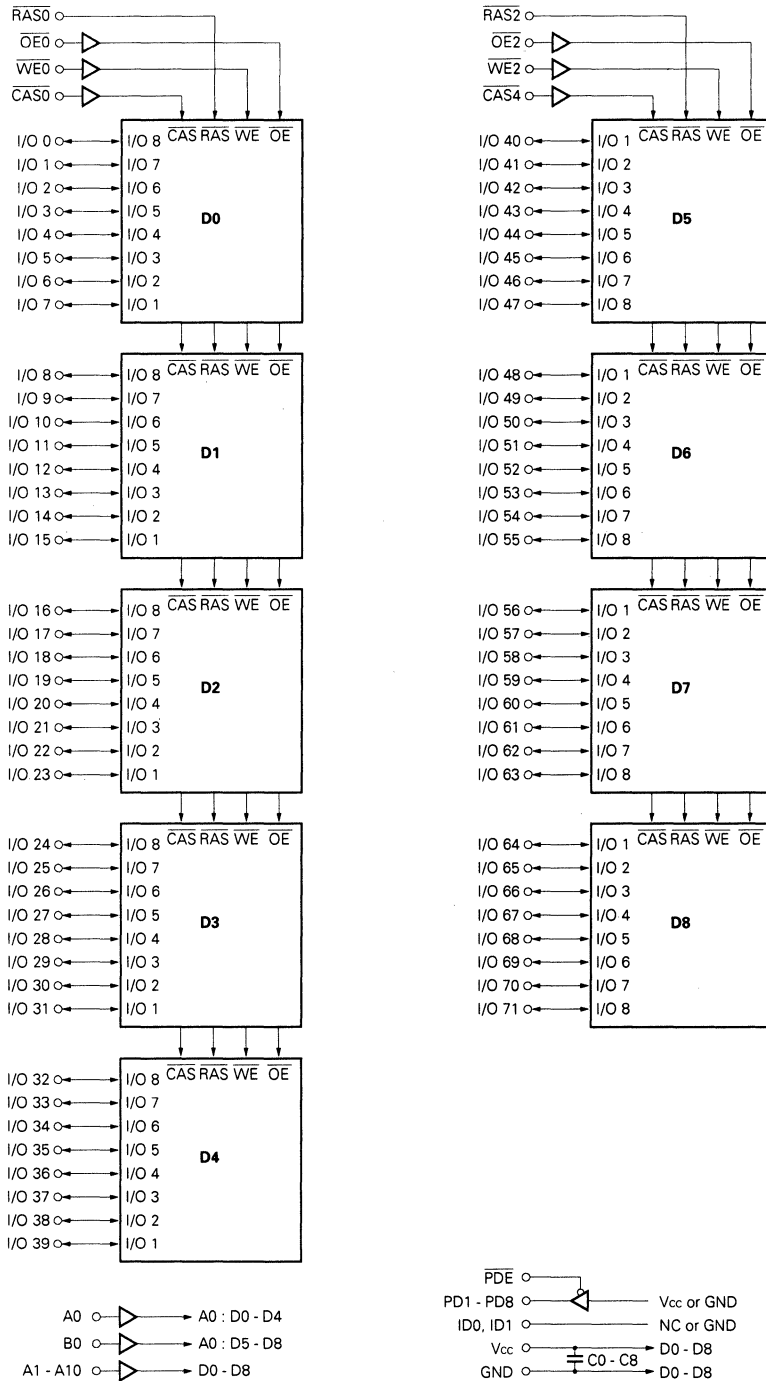 RAS0
OE0
WE0
CAS0
CAS RAS WE OE
I/O 0 I/O 8
I/O 1 I/O 7
I/O 2 I/O 6
I/O 3 I/O 5
D0
I/O 4 I/O 4
I/O 5 I/O 3
I/O 6 I/O 2
I/O 7 I/O 1
CAS RAS WE OE
I/O 8 I/O 8
I/O 9 I/O 7
I/O 10 I/O 6
I/O 11 I/O 5
D1
I/O 12 I/O 4
I/O 13 I/O 3
I/O 14 I/O 2
I/O 15 I/O 1
CAS RAS WE OE
I/O 16 I/O 8
I/O 17 I/O 7
I/O 18 I/O 6
I/O 19 I/O 5
D2
I/O 20 I/O 4
I/O 21 I/O 3
I/O 22 I/O 2
I/O 23 I/O 1
CAS RAS WE OE
I/O 24 I/O 8
I/O 25 I/O 7
I/O 26 I/O 6
I/O 27 I/O 5
D3
I/O 28 I/O 4
I/O 29 I/O 3
I/O 30 I/O 2
I/O 31 I/O 1
CAS RAS WE OE
I/O 32 I/O 8
I/O 33 I/O 7
I/O 34 I/O 6
I/O 35 I/O 5
D4
I/O 36 I/O 4
I/O 37 I/O 3
I/O 38 I/O 2
I/O 39 I/O 1
A0 A0 : D0 - D4
B0 A0 : D5 - D8
A1 - A10 D0 - D8
RAS2
OE2
WE2
CAS4
CAS RAS WE OE
I/O 40 I/O 1
I/O 41 I/O 2
I/O 42 I/O 3
I/O 43 I/O 4
D5
I/O 44 I/O 5
I/O 45 I/O 6
I/O 46 I/O 7
I/O 47 I/O 8
CAS RAS WE OE
I/O 48 I/O 1
I/O 49 I/O 2
I/O 50 I/O 3
I/O 51 I/O 4
D6
I/O 52 I/O 5
I/O 53 I/O 6
I/O 54 I/O 7
I/O 55 I/O 8
CAS RAS WE OE
I/O 56 I/O 1
I/O 57 I/O 2
I/O 58 I/O 3
I/O 59 I/O 4
D7
I/O 60 I/O 5
I/O 61 I/O 6
I/O 62 I/O 7
I/O 63 I/O 8
CAS RAS WE OE
I/O 64 I/O 1
I/O 65 I/O 2
I/O 66 I/O 3
I/O 67 I/O 4
D8
I/O 68 I/O 5
I/O 69 I/O 6
I/O 70 I/O 7
I/O 71 I/O 8
PDE
PD1 - PD8 Vcc or GND
ID0, ID1 NC or GND
Vcc D0 - D8
C0 - C8
GND D0 - D8